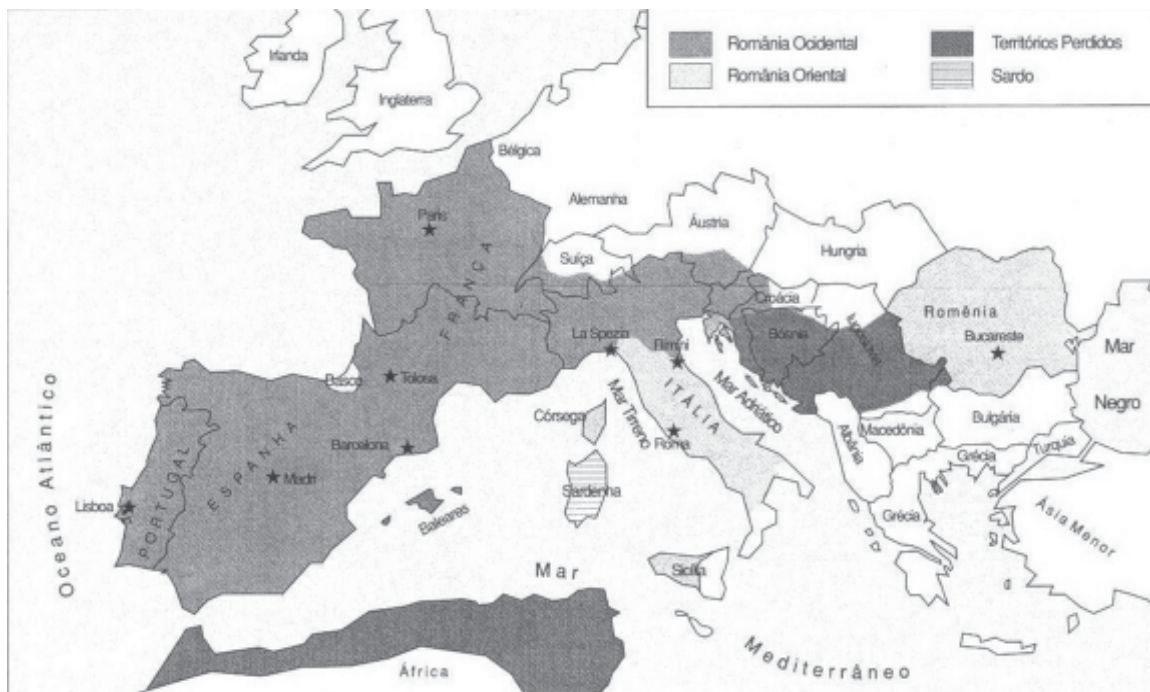 România Ocidental
România Oriental
Territórios Perdidos
Sardo
Irlanda
Inglaterra
Bélgica
Alemanha
Áustria
Paris
Suíça
Hungria
FRANÇA
Croácia
Romênia
La Spezia
Rimini
Bósnia
Iugoslávia
Bucareste
Mar
Negro
Basco
Tolosa
ITÁLIA
Mar Adriático
Mar Tirreno
Córsega
Roma
Bulgária
Macedônia
Albânia
Turquia
Grécia
Barcelona
ESPANHA
Madri
Sardenha
Oceano Atlântico
Lisboa
PORTUGAL
Baleares
Grécia
Ásia Menor
Mar
Sicília
Mediterrâneo
África